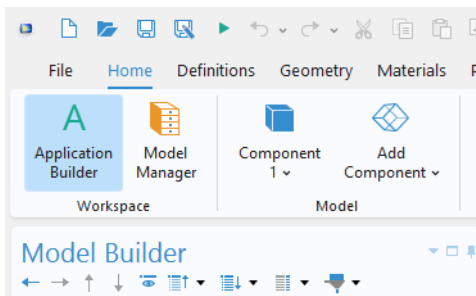 File Home Definitions Geometry Materials
A
Application Builder Model Manager Component 1 Add Component
Workspace Model
Model Builder